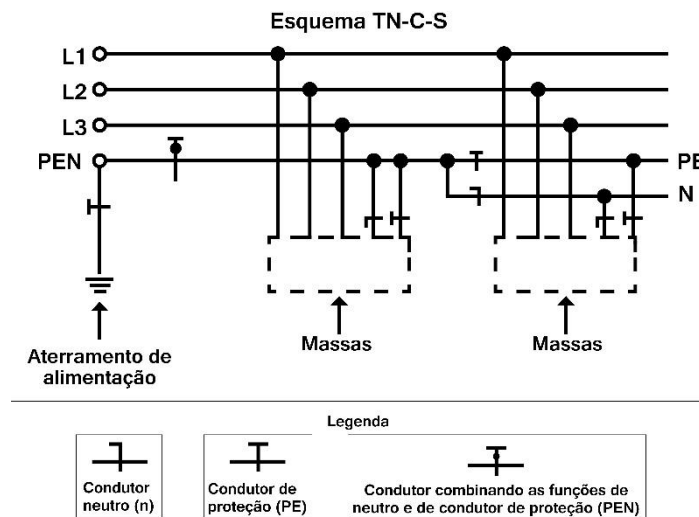 Esquema TN-C-S
L1
L2
L3
PEN
PE
N
Massas
Massas
Aterramento de
alimentação
Legenda
Condutor
neutro (n)
Condutor de
proteção (PE)
Condutor combinando as funções de
neutro e de condutor de proteção (PEN)